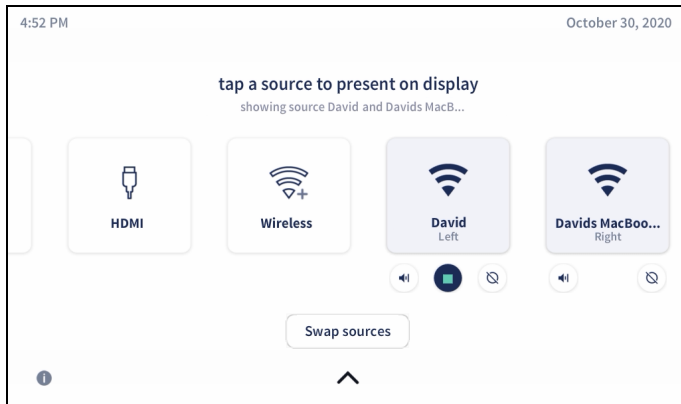 4:52 PM
October 30, 2020
tap a source to present on display
showing source David and Davids MacB...
HDMI
Wireless
David
Left
Davids MacBoo...
Right
Swap sources